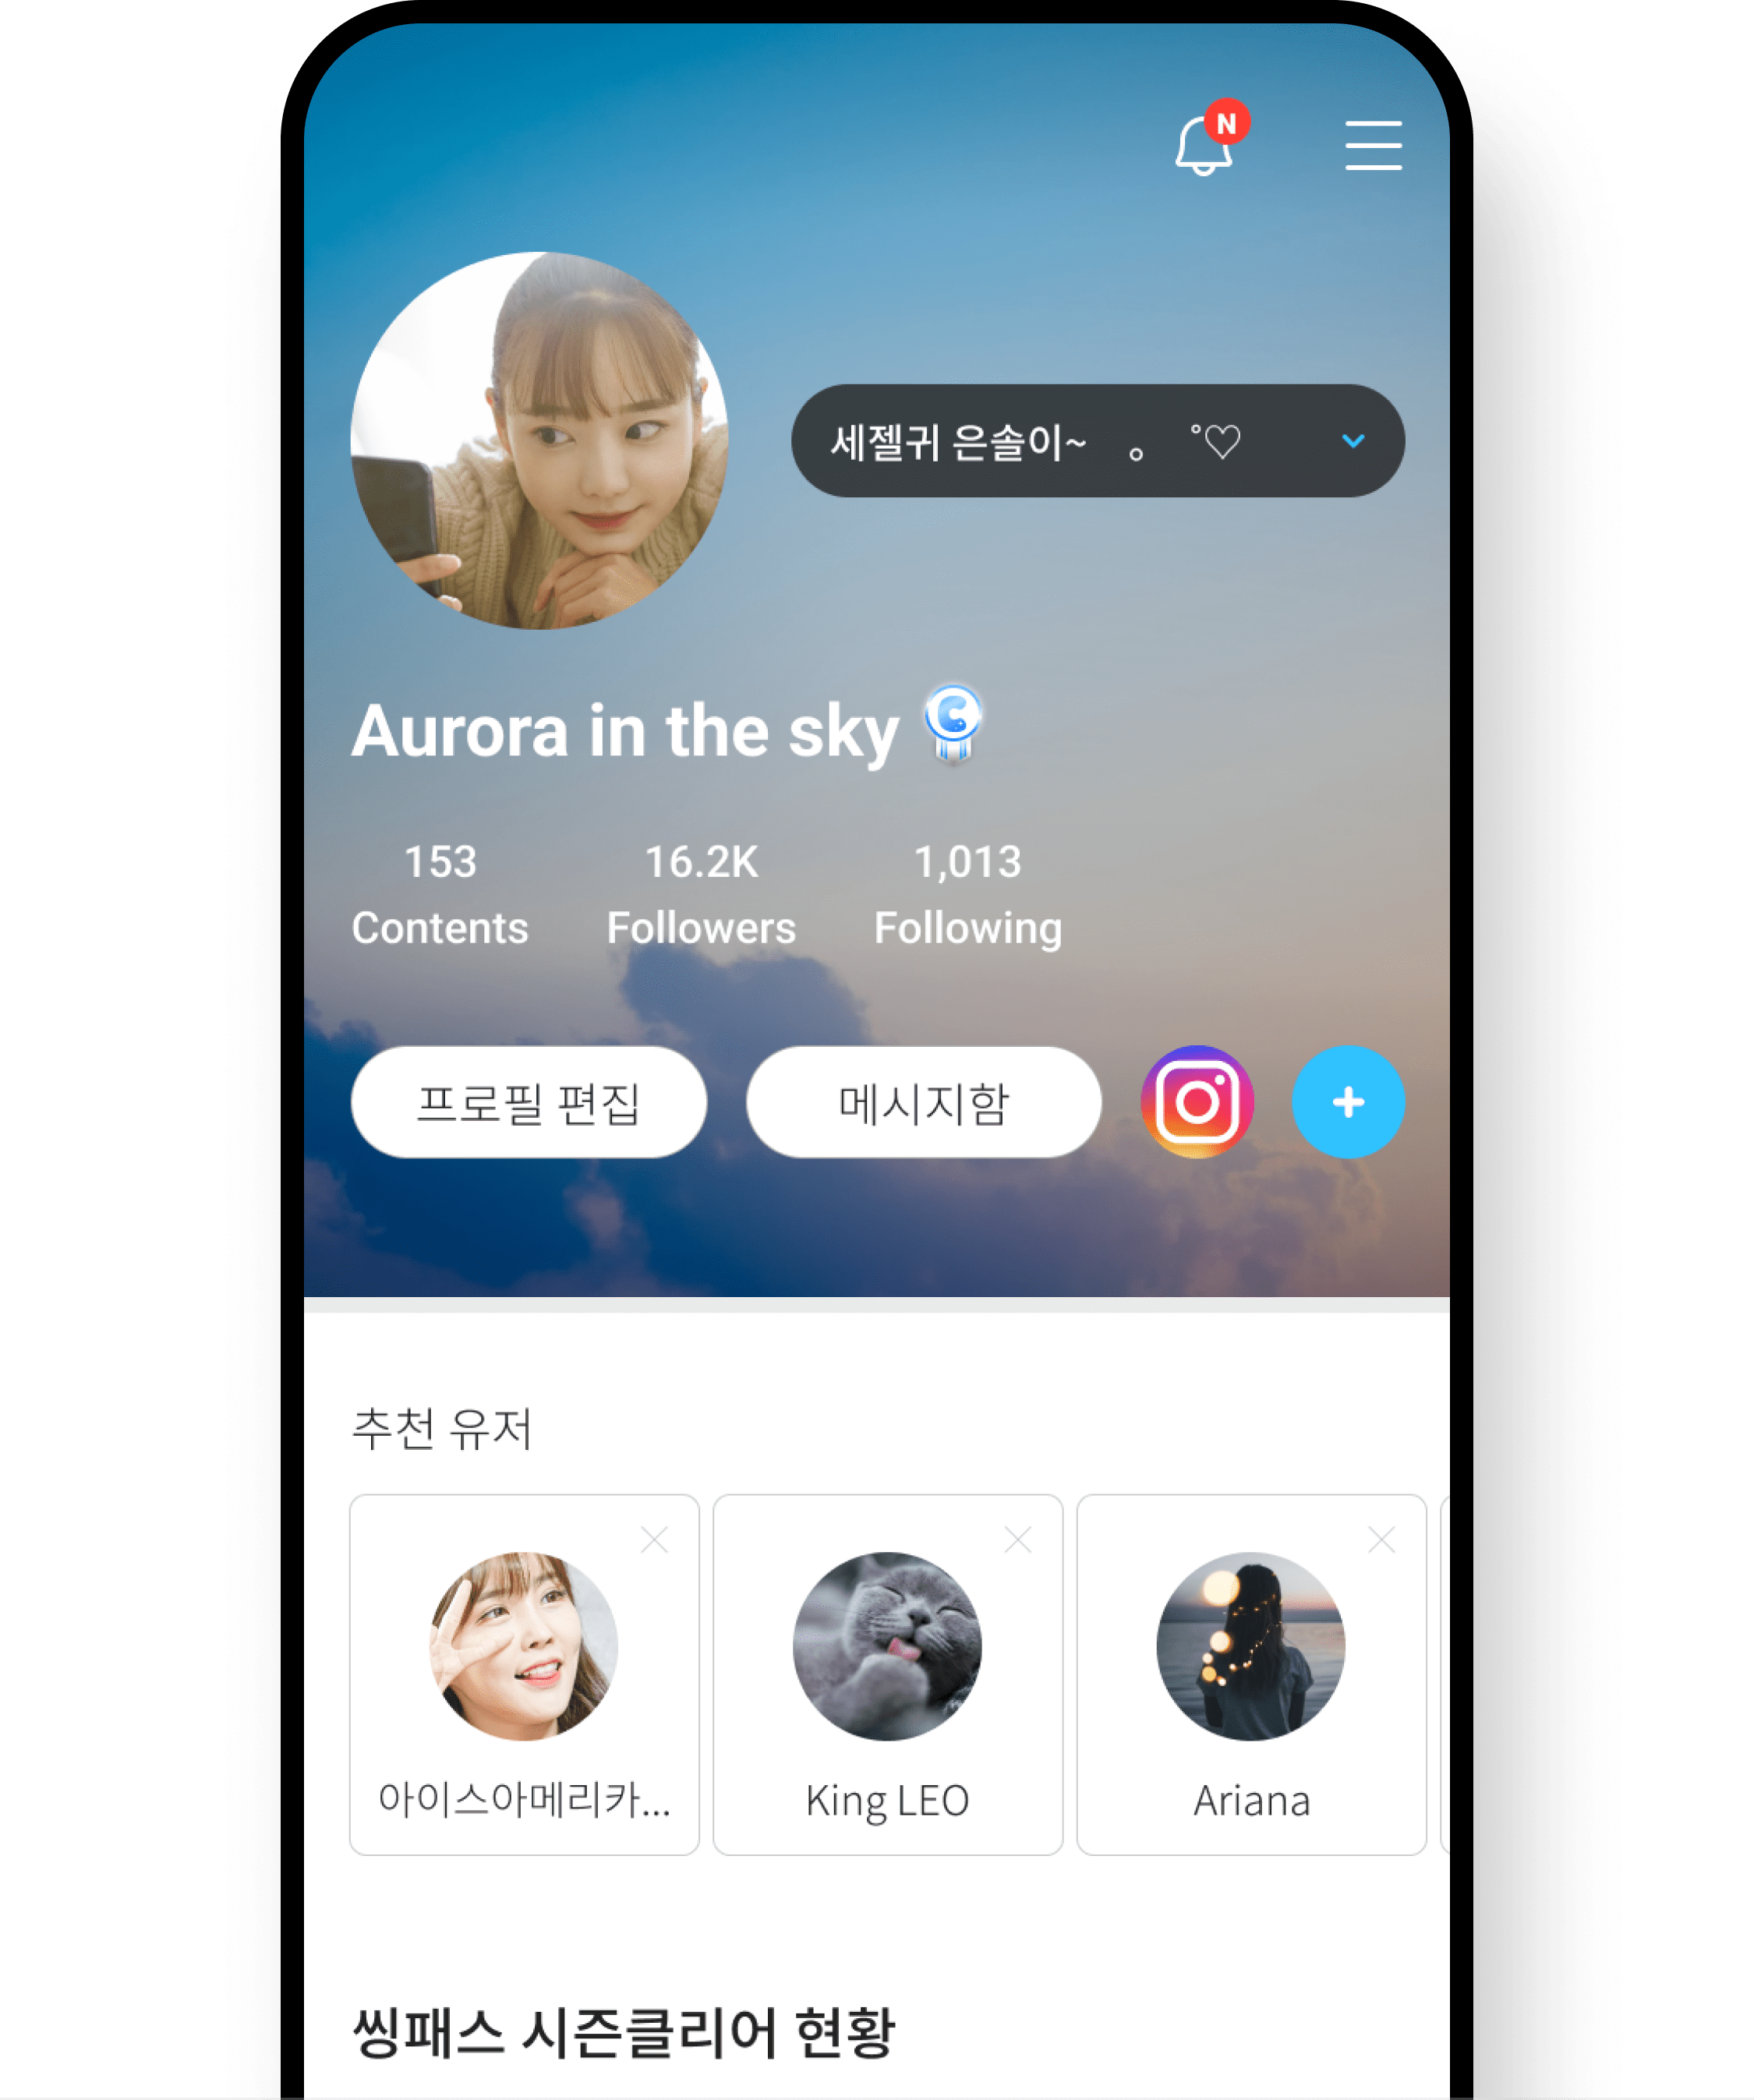 N
세젤귀 은솔이~ 。 ˚♡
Aurora in the sky
153 16.2K 1,013
Contents Followers Following
프로필 편집 메시지함
추천 유저
아이스아메리카... King LEO Ariana
씽패스 시즌클리어 현황